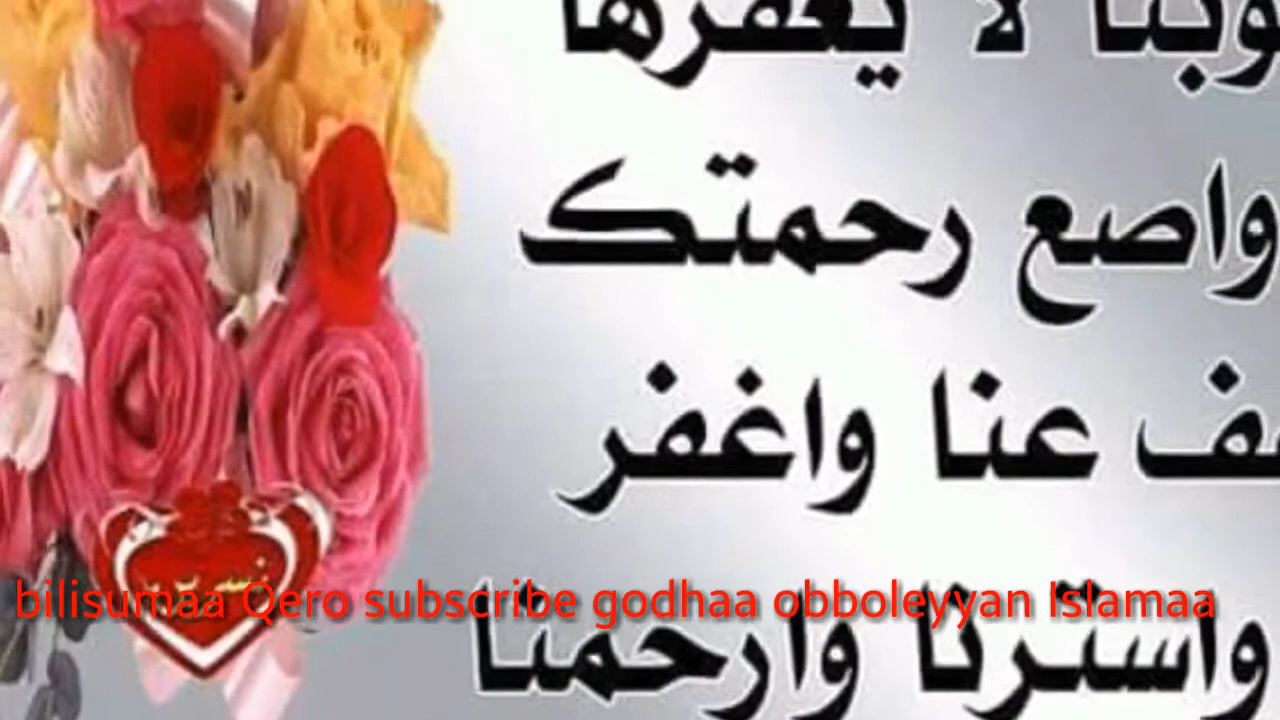 لا يغفرها
واصع رحمتك
عنا واغفر
bilisumaa Qero subscribe godhaa obboleyyan Islamaa
واسترنا وارحمنا